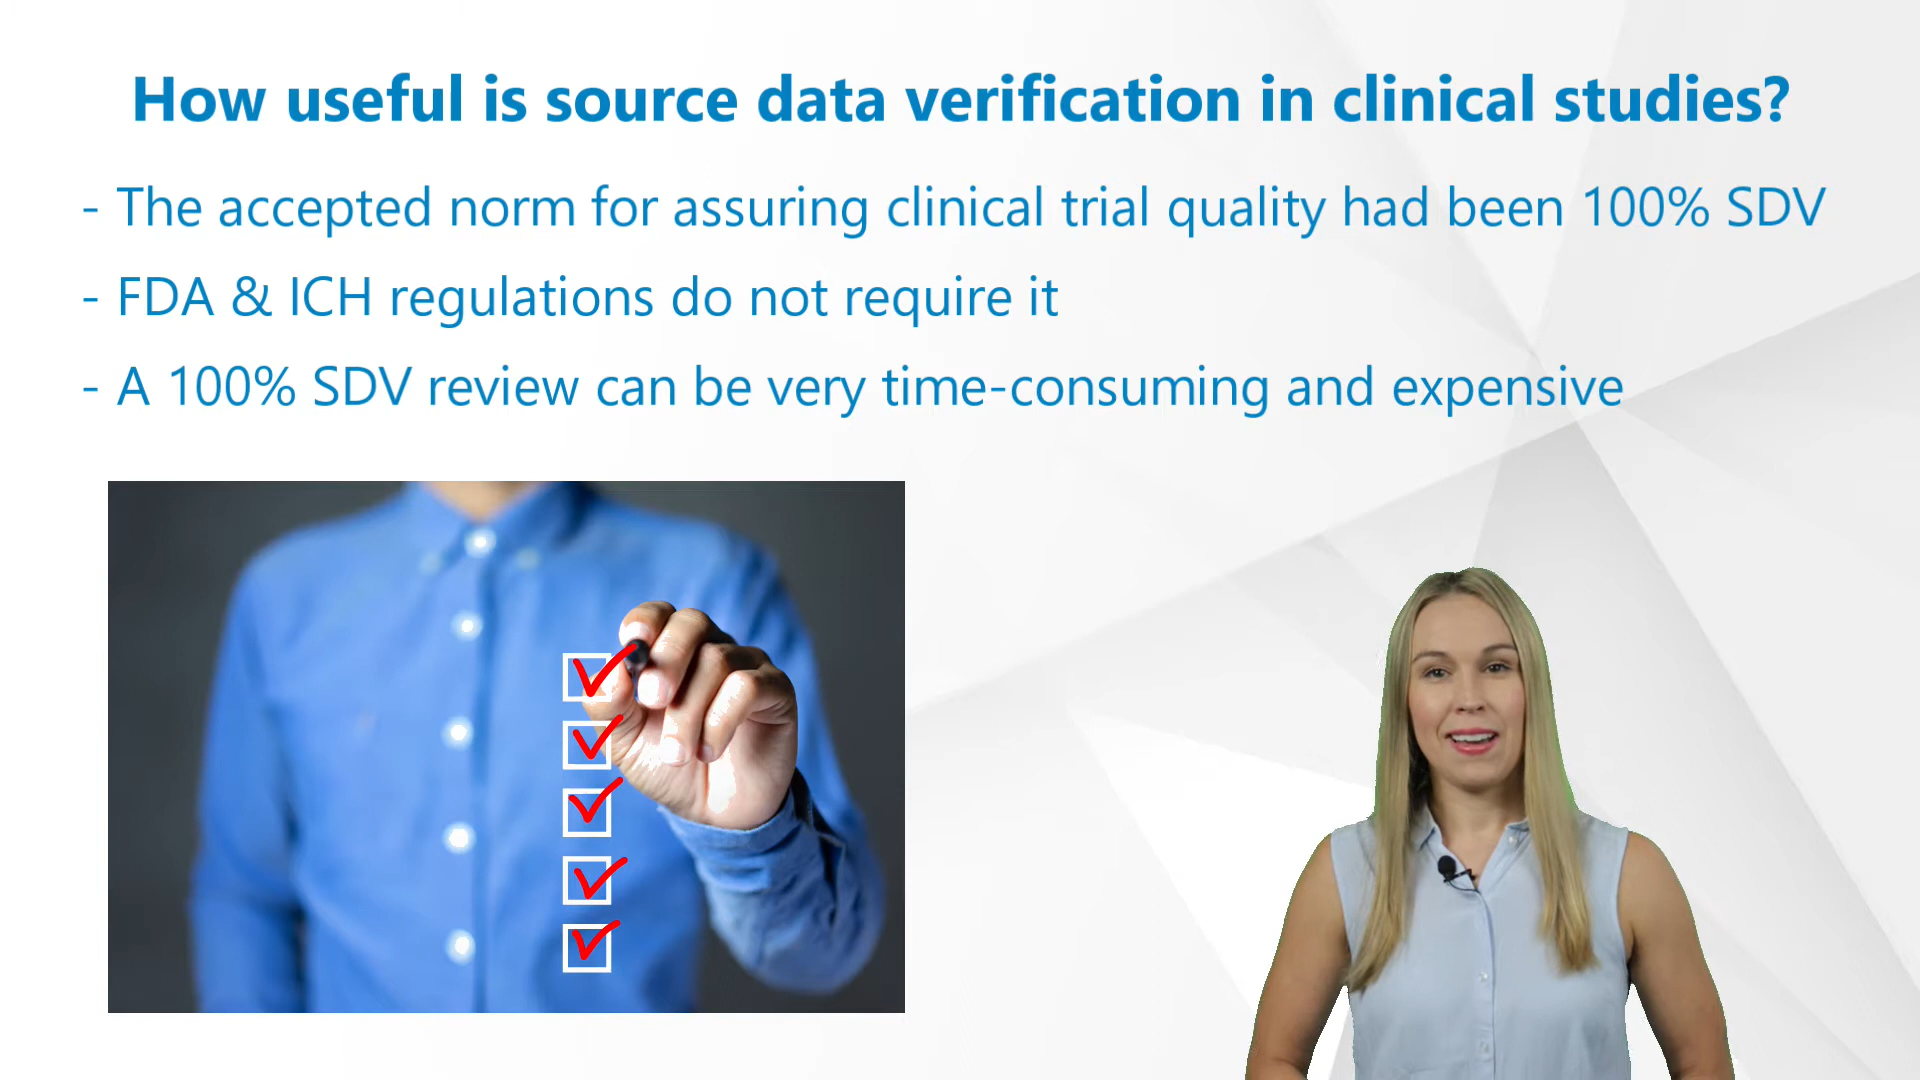 How useful is source data verification in clinical studies?
- The accepted norm for assuring clinical trial quality had been 100% SDV
- FDA & ICH regulations do not require it
- A 100% SDV review can be very time-consuming and expensive